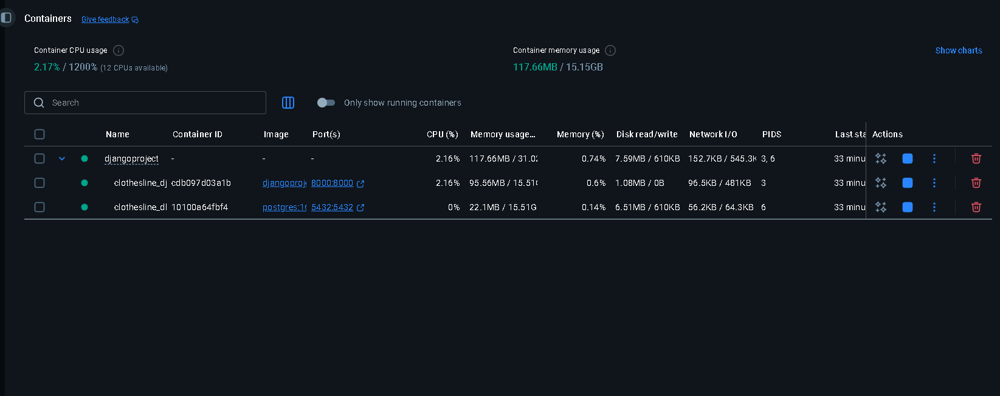 Containers Give feedback
Container CPU usage Container memory usage Show charts
2.17% / 1200% (12 CPUs available) 117.66MB / 15.15GB
Search Only show running containers
Name Container ID Image Port(s) CPU (%) Memory usage... Memory (%) Disk read/write Network I/O PIDS Last sta Actions
djangoproject - - - 2.16% 117.66MB / 31.02 0.74% 7.59MB / 610KB 152.7KB / 545.3K 3, 6 33 minu
clothesline_dj cdb097d03a1b djangoproj 8000:8000 2.16% 95.56MB / 15.51 0.6% 1.08MB / 0B 96.5KB / 481KB 3 33 minu
clothesline_dl 10100a64fbf4 postgres:16 5432:5432 0% 22.1MB / 15.51G 0.14% 6.51MB / 610KB 56.2KB / 64.3KB 6 33 minu